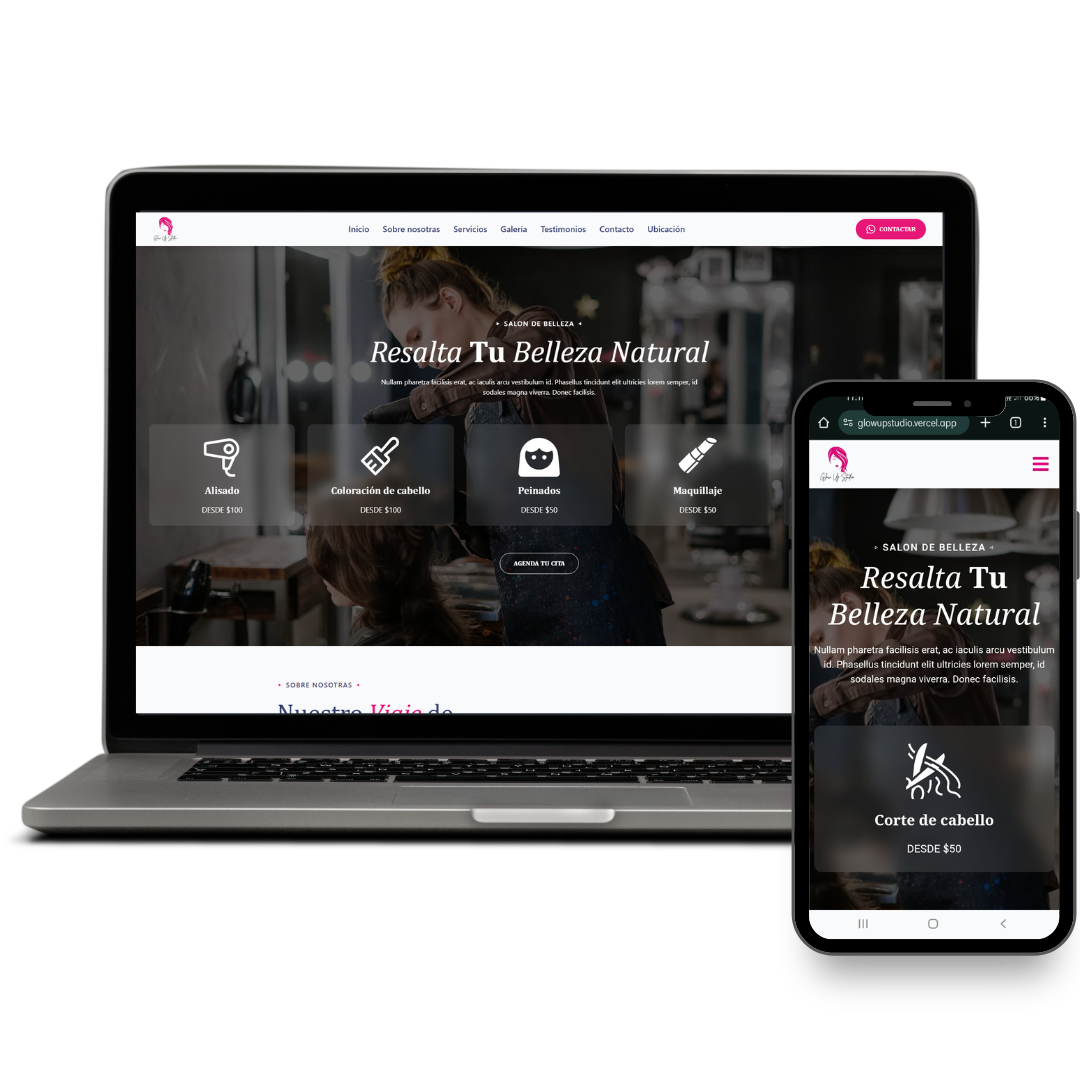 Glow Up Studio
Inicio Sobre nosotras Servicios Galería Testimonios Contacto Ubicación
CONTACTAR
SALON DE BELLEZA
Resalta Tu Belleza Natural
Nullam pharetra facilisis erat, ac iaculis arcu vestibulum id. Phasellus tincidunt elit ultricies lorem semper, id
sodales magna viverra. Donec facilisis.
Alisado
DESDE $100
Coloración de cabello
DESDE $100
Peinados
DESDE $50
Maquillaje
DESDE $50
AGENDA TU CITA
SOBRE NOSOTRAS
Nuestro Viaje de
glowupstudio.vercel.app
1
Glow Up Studio
SALON DE BELLEZA
Resalta Tu
Belleza Natural
Nullam pharetra facilisis erat, ac iaculis arcu vestibulum
id. Phasellus tincidunt elit ultricies lorem semper, id
sodales magna viverra. Donec facilisis.
Corte de cabello
DESDE $50